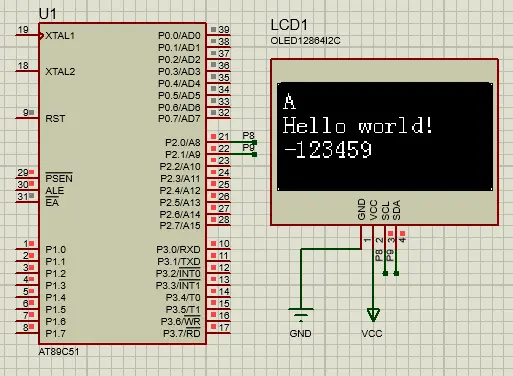 U1
19
XTAL1
18
XTAL2
9
RST
29
PSEN
30
ALE
31
EA
1
P1.0
2
P1.1
3
P1.2
4
P1.3
5
P1.4
6
P1.5
7
P1.6
8
P1.7
P0.0/AD0
39
P0.1/AD1
38
P0.2/AD2
37
P0.3/AD3
36
P0.4/AD4
35
P0.5/AD5
34
P0.6/AD6
33
P0.7/AD7
32
P2.0/A8
21
P8
P2.1/A9
22
P9
P2.2/A10
23
P2.3/A11
24
P2.4/A12
25
P2.5/A13
26
P2.6/A14
27
P2.7/A15
28
P3.0/RXD
10
P3.1/TXD
11
P3.2/INT0
12
P3.3/INT1
13
P3.4/T0
14
P3.5/T1
15
P3.6/WR
16
P3.7/RD
17
AT89C51
LCD1
OLED12864I2C
A
Hello world!
-123459
GND
VCC
SCL
SDA
1
2
3
4
P8
P9
GND
VCC